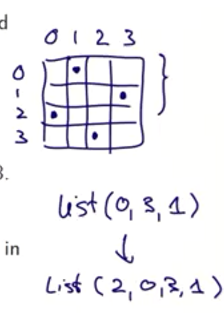 d
0 1 2 3
0
1
2
3
3.
List (0, 3, 1)
in
List (2, 0, 3, 1)